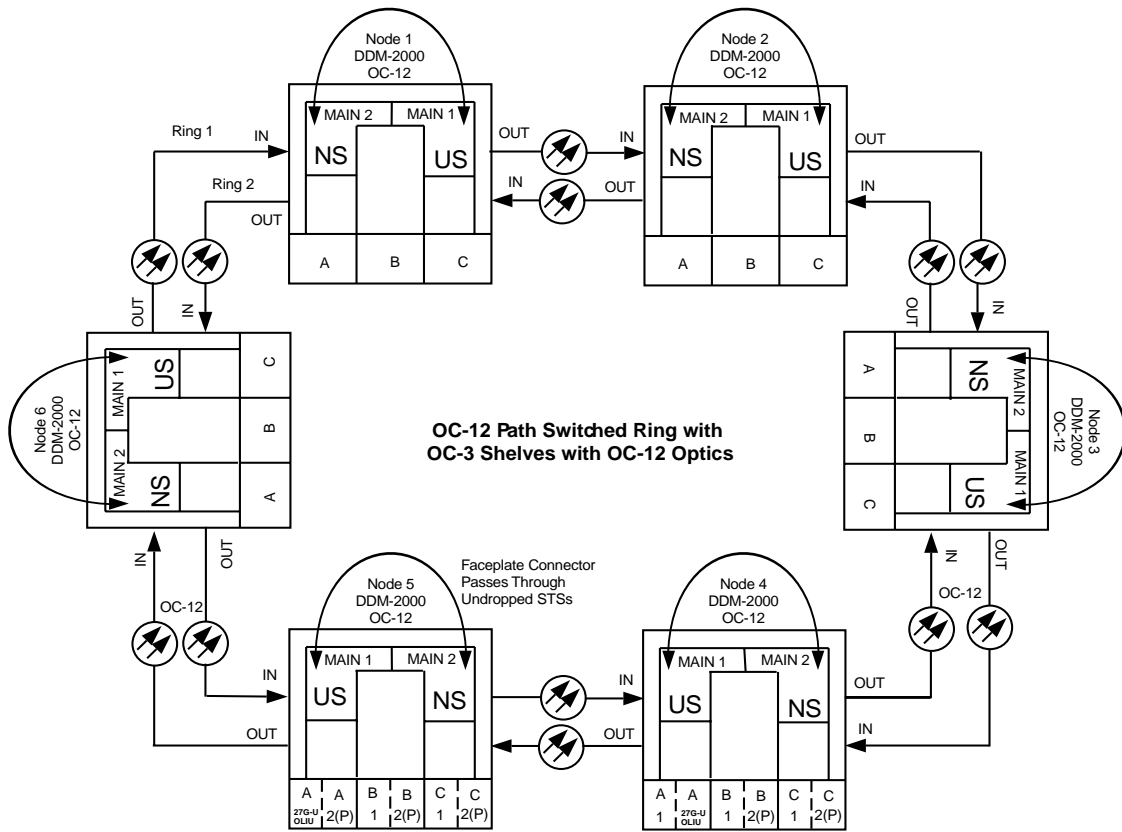 Node 1
DDM-2000
OC-12
MAIN 2
MAIN 1
NS
US
A
B
C
Node 2
DDM-2000
OC-12
MAIN 2
MAIN 1
NS
US
A
B
C
Ring 1
IN
Ring 2
OUT
OUT
IN
IN
OUT
OUT
IN
OUT
IN
OUT
IN
Node 6
DDM-2000
OC-12
MAIN 1
MAIN 2
US
NS
C
B
A
OC-12 Path Switched Ring with
OC-3 Shelves with OC-12 Optics
A
B
C
NS
US
MAIN 2
MAIN 1
Node 3
DDM-2000
OC-12
IN
OUT
OC-12
IN
OUT
OC-12
Faceplate Connector
Passes Through
Undropped STSs
Node 5
DDM-2000
OC-12
MAIN 1
MAIN 2
US
NS
IN
OUT
IN
OUT
A
27G-U
OLIU
A
2(P)
B
1
B
2(P)
C
1
C
2(P)
Node 4
DDM-2000
OC-12
MAIN 1
MAIN 2
US
NS
OUT
IN
A
1
A
27G-U
OLIU
B
1
B
2(P)
C
1
C
2(P)